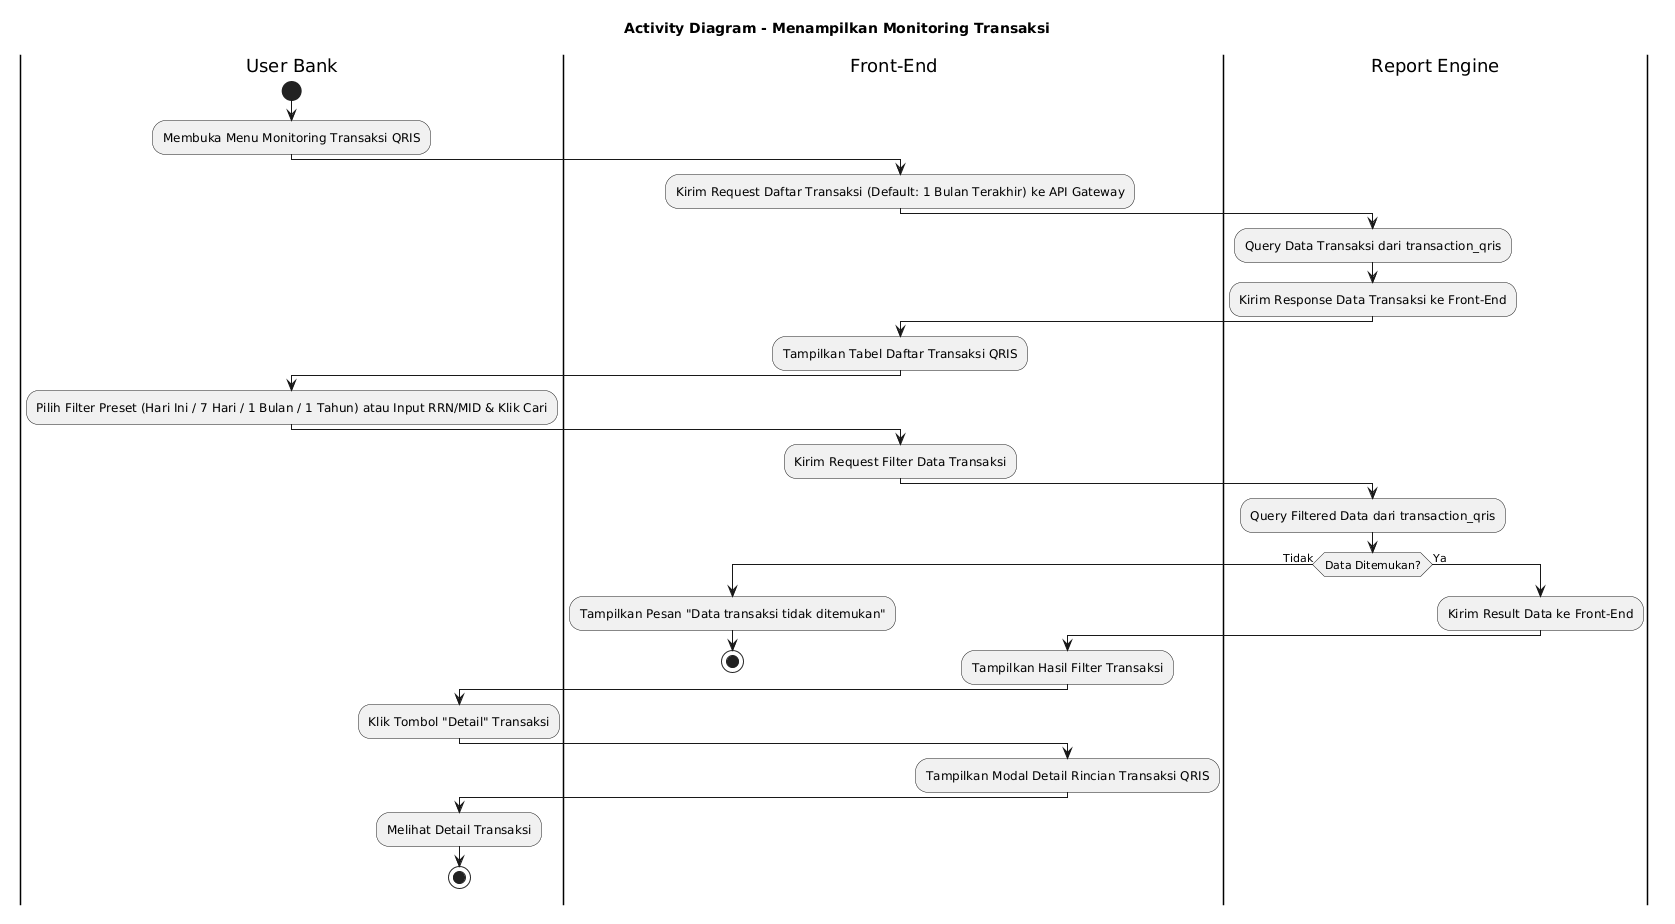 Activity Diagram - Menampilkan Monitoring Transaksi
User Bank
Front-End
Report Engine
Membuka Menu Monitoring Transaksi QRIS
Kirim Request Daftar Transaksi (Default: 1 Bulan Terakhir) ke API Gateway
Query Data Transaksi dari transaction_qris
Kirim Response Data Transaksi ke Front-End
Tampilkan Tabel Daftar Transaksi QRIS
Pilih Filter Preset (Hari Ini / 7 Hari / 1 Bulan / 1 Tahun) atau Input RRN/MID & Klik Cari
Kirim Request Filter Data Transaksi
Query Filtered Data dari transaction_qris
Tidak
Data Ditemukan?
Ya
Tampilkan Pesan "Data transaksi tidak ditemukan"
Kirim Result Data ke Front-End
Tampilkan Hasil Filter Transaksi
Klik Tombol "Detail" Transaksi
Tampilkan Modal Detail Rincian Transaksi QRIS
Melihat Detail Transaksi